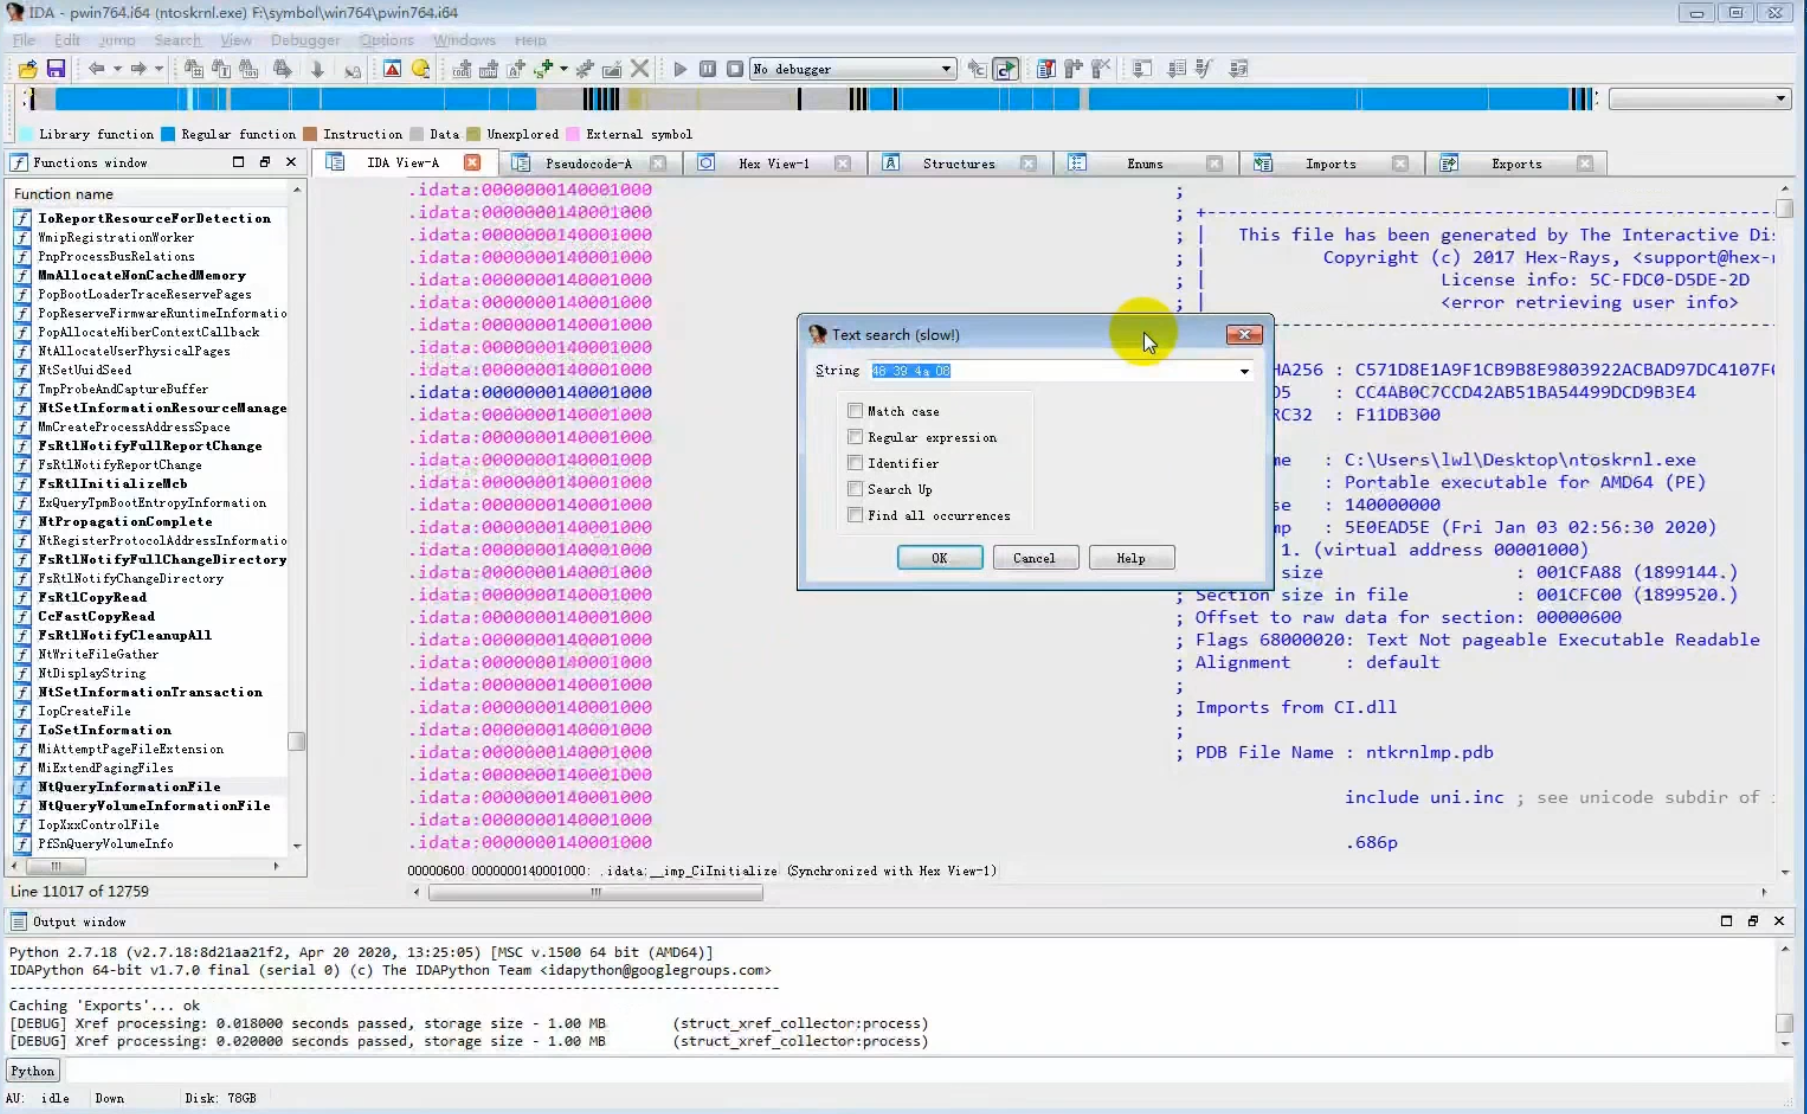 IDA - pwin764.i64 (ntoskrnl.exe) F:\symbol\win764\pwin764.i64
File Edit Jump Search View Debugger Options Windows Help
No debugger
Library function Regular function Instruction Data Unexplored External symbol
Functions window
IDA View-A Pseudocode-A Hex View-1 Structures Enums Imports Exports
Function name
IoReportResourceForDetection
WmipRegistrationWorker
PnpProcessBusRelations
MmAllocateNonCachedMemory
PopBootLoaderTraceReservePages
PopReserveFirmwareRuntimeInformatio
PopAllocateHiberContextCallback
NtAllocateUserPhysicalPages
NtSetUuidSeed
TmpProbeAndCaptureBuffer
NtSetInformationResourceManage
MmCreateProcessAddressSpace
FsRtlNotifyFullReportChange
FsRtlNotifyReportChange
FsRtlInitializeMcb
ExQueryTpmBootEntropyInformation
NtPropagationComplete
NtRegisterProtocolAddressInformatio
FsRtlNotifyFullChangeDirectory
FsRtlNotifyChangeDirectory
FsRtlCopyRead
CcFastCopyRead
FsRtlNotifyCleanupAll
NtWriteFileGather
NtDisplayString
NtSetInformationTransaction
IopCreateFile
IoSetInformation
MiAttemptPageFileExtension
MiExtendPagingFiles
NtQueryInformationFile
NtQueryVolumeInformationFile
IopXxxControlFile
PfSnQueryVolumeInfo
Line 11017 of 12759
.idata:0000000140001000 ;
.idata:0000000140001000 ; +-----------------------------------------------------
.idata:0000000140001000 ; | This file has been generated by The Interactive Di
.idata:0000000140001000 ; | Copyright (c) 2017 Hex-Rays, <support@hex-
.idata:0000000140001000 ; | License info: 5C-FDC0-D5DE-2D
.idata:0000000140001000 ; | <error retrieving user info>
.idata:0000000140001000 -----------------------------------------------------
.idata:0000000140001000
.idata:0000000140001000 HA256 : C571D8E1A9F1CB9B8E9803922ACBAD97DC4107F
.idata:0000000140001000 D5 : CC4AB0C7CCD42AB51BA54499DCD9B3E4
.idata:0000000140001000 RC32 : F11DB300
.idata:0000000140001000
.idata:0000000140001000 me : C:\Users\lwl\Desktop\ntoskrnl.exe
.idata:0000000140001000 : Portable executable for AMD64 (PE)
.idata:0000000140001000 se : 140000000
.idata:0000000140001000 mp : 5E0EAD5E (Fri Jan 03 02:56:30 2020)
.idata:0000000140001000 1. (virtual address 00001000)
.idata:0000000140001000 size : 001CFA88 (1899144.)
.idata:0000000140001000 ; Section size in file : 001CFC00 (1899520.)
.idata:0000000140001000 ; Offset to raw data for section: 00000600
.idata:0000000140001000 ; Flags 68000020: Text Not pageable Executable Readable
.idata:0000000140001000 ; Alignment : default
.idata:0000000140001000 ;
.idata:0000000140001000 ; Imports from CI.dll
.idata:0000000140001000 ;
.idata:0000000140001000 ; PDB File Name : ntkrnlmp.pdb
.idata:0000000140001000
.idata:0000000140001000 include uni.inc ; see unicode subdir of
.idata:0000000140001000
.idata:0000000140001000 .686p
00000600 0000000140001000: .idata:__imp_CiInitialize (Synchronized with Hex View-1)
Text search (slow!)
String 48 39 4a 08
Match case
Regular expression
Identifier
Search Up
Find all occurrences
OK Cancel Help
Output window
Python 2.7.18 (v2.7.18:8d21aa21f2, Apr 20 2020, 13:25:05) [MSC v.1500 64 bit (AMD64)]
IDAPython 64-bit v1.7.0 final (serial 0) (c) The IDAPython Team <idapython@googlegroups.com>
-----------------------------------------------------------------------------------------
Caching 'Exports'... ok
[DEBUG] Xref processing: 0.018000 seconds passed, storage size - 1.00 MB (struct_xref_collector:process)
[DEBUG] Xref processing: 0.020000 seconds passed, storage size - 1.00 MB (struct_xref_collector:process)
Python
AU: idle Down Disk: 78GB